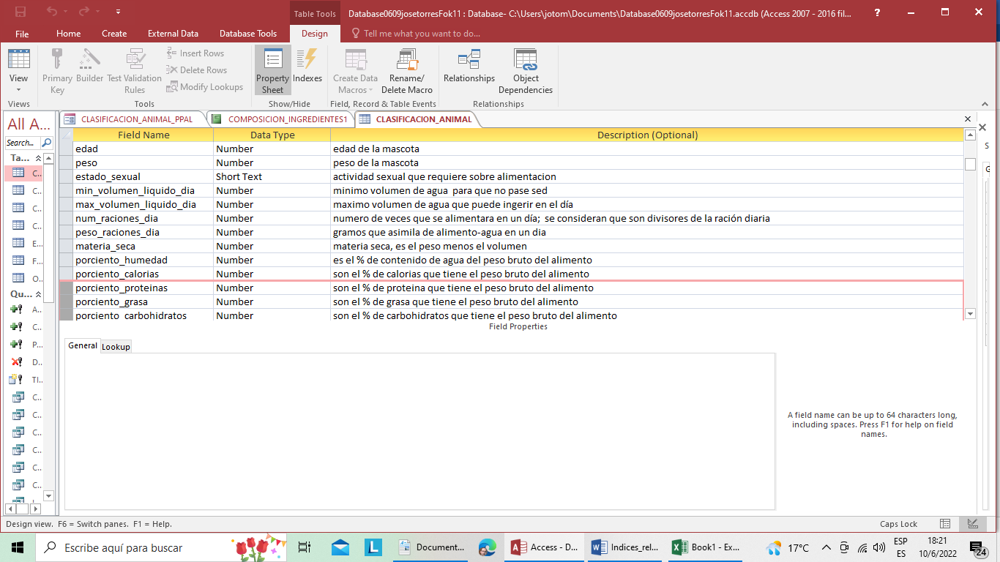 Table Tools
Database0609josetorresFok11 : Database- C:\Users\jotom\Documents\Database0609josetorresFok11.accdb (Access 2007 - 2016 fil...
?
File Home Create External Data Database Tools Design Tell me what you want to do...
View
Primary Key
Builder
Test Validation Rules
Insert Rows
Delete Rows
Modify Lookups
Property Sheet
Indexes
Create Data Macros
Rename/ Delete Macro
Relationships
Object Dependencies
Views Tools Show/Hide Field, Record & Table Events Relationships
All A...
Search...
Ta...
C..
C..
C..
C..
E..
F...
O..
Qu...
A..
C..
P...
D..
TI..
C..
C..
C..
C..
C..
C..
CLASIFICACION_ANIMAL_PPAL COMPOSICION_INGREDIENTES1 CLASIFICACION_ANIMAL
Field Name Data Type Description (Optional)
edad Number edad de la mascota
peso Number peso de la mascota
estado_sexual Short Text actividad sexual que requiere sobre alimentacion
min_volumen_liquido_dia Number minimo volumen de agua para que no pase sed
max_volumen_liquido_dia Number maximo volumen de agua que puede ingerir en el día
num_raciones_dia Number numero de veces que se alimentara en un día; se consideran que son divisores de la ración diaria
peso_raciones_dia Number gramos que asimila de alimento-agua en un dia
materia_seca Number materia seca, es el peso menos el volumen
porciento_humedad Number es el % de contenido de agua del peso bruto del alimento
porciento_calorias Number son el % de calorias que tiene el peso bruto del alimento
porciento_proteinas Number son el % de proteina que tiene el peso bruto del alimento
porciento_grasa Number son el % de grasa que tiene el peso bruto del alimento
porciento_carbohidratos Number son el % de carbohidratos que tiene el peso bruto del alimento
Field Properties
General Lookup
A field name can be up to 64 characters long,
including spaces. Press F1 for help on field
names.
S
Design view. F6 = Switch panes. F1 = Help.
Caps Lock
Escribe aquí para buscar
L
Document...
Access - D...
Indices_rel...
Book1 - Ex...
17°C
ESP
ES
18:21
10/6/2022
24